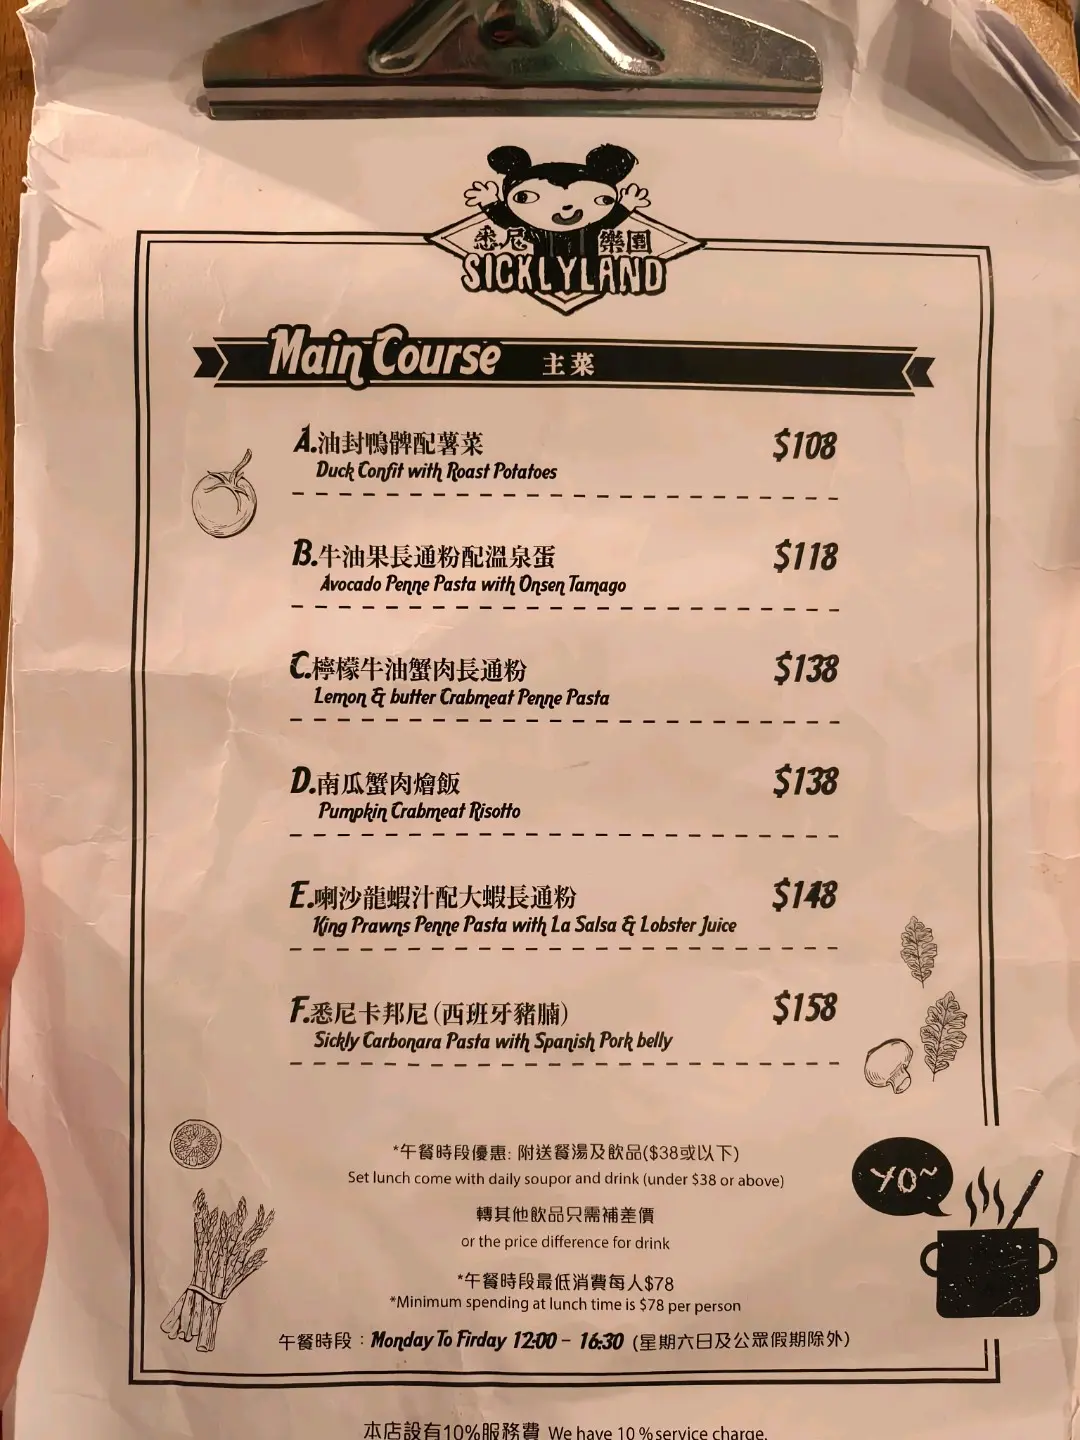 悉尼 樂園
SICKLYLAND
Main Course 主菜
A.油封鴨髀配薯菜 $108
Duck Confit with Roast Potatoes
B.牛油果長通粉配溫泉蛋 $118
Avocado Penne Pasta with Onsen Tamago
C.檸檬牛油蟹肉長通粉 $138
Lemon & butter Crabmeat Penne Pasta
D.南瓜蟹肉燴飯 $138
Pumpkin Crabmeat Risotto
E.喇沙龍蝦汁配大蝦長通粉 $148
King Prawns Penne Pasta with La Salsa & Lobster Juice
F.悉尼卡邦尼(西班牙豬腩) $158
Sickly Carbonara Pasta with Spanish Pork belly
*午餐時段優惠: 附送餐湯及飲品($38或以下)
Set lunch come with daily soupor and drink (under $38 or above)
轉其他飲品只需補差價
or the price difference for drink
*午餐時段最低消費每人$78
*Minimum spending at lunch time is $78 per person
午餐時段：Monday To Firday 12:00 - 16:30 (星期六日及公眾假期除外)
YO~
本店設有10%服務費 We have 10 % service charge.